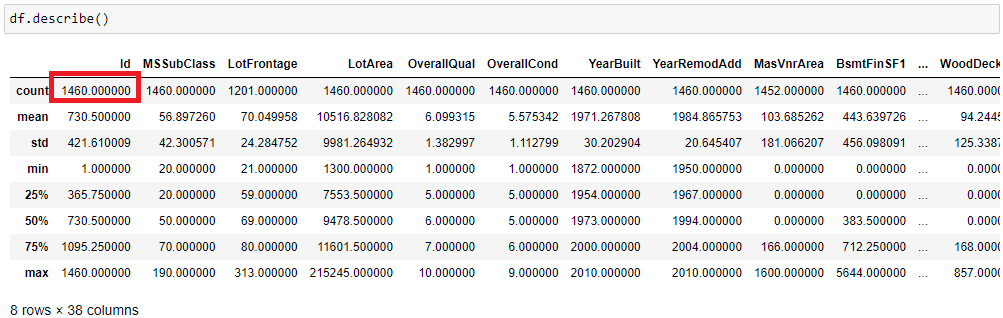 df.describe()
Id MSSubClass LotFrontage LotArea OverallQual OverallCond YearBuilt YearRemodAdd MasVnrArea BsmtFinSF1 ... WoodDeck
count 1460.000000 1460.000000 1201.000000 1460.000000 1460.000000 1460.000000 1460.000000 1460.000000 1452.000000 1460.000000 ... 1460.0000
mean 730.500000 56.897260 70.049958 10516.828082 6.099315 5.575342 1971.267808 1984.865753 103.685262 443.639726 ... 94.2445
std 421.610009 42.300571 24.284752 9981.264932 1.382997 1.112799 30.202904 20.645407 181.066207 456.098091 ... 125.3387
min 1.000000 20.000000 21.000000 1300.000000 1.000000 1.000000 1872.000000 1950.000000 0.000000 0.000000 ... 0.0000
25% 365.750000 20.000000 59.000000 7553.500000 5.000000 5.000000 1954.000000 1967.000000 0.000000 0.000000 ... 0.0000
50% 730.500000 50.000000 69.000000 9478.500000 6.000000 5.000000 1973.000000 1994.000000 0.000000 383.500000 ... 0.0000
75% 1095.250000 70.000000 80.000000 11601.500000 7.000000 6.000000 2000.000000 2004.000000 166.000000 712.250000 ... 168.0000
max 1460.000000 190.000000 313.000000 215245.000000 10.000000 9.000000 2010.000000 2010.000000 1600.000000 5644.000000 ... 857.0000
8 rows × 38 columns